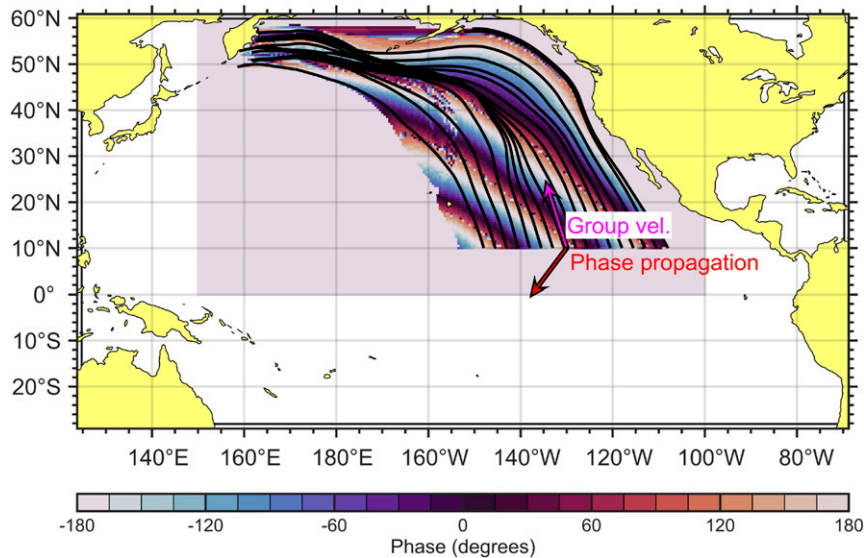 60°N
50°N
40°N
30°N
20°N
10°N
0°
10°S
20°S
Group vel.
Phase propagation
140°E 160°E 180° 160°W 140°W 120°W 100°W 80°W
-180 -120 -60 0 60 120 180
Phase (degrees)